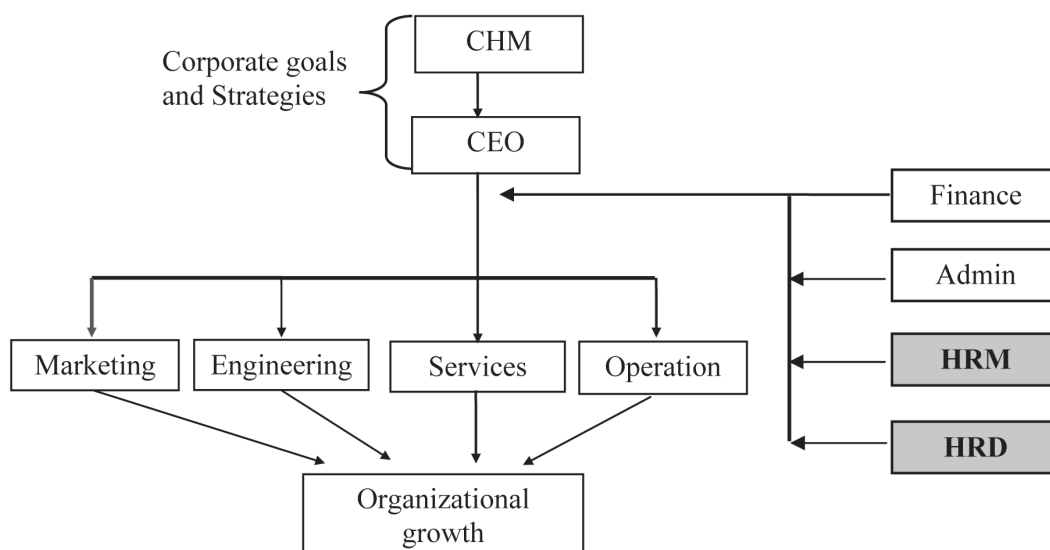 CHM
Corporate goals
and Strategies
CEO
Finance
Admin
Marketing
Engineering
Services
Operation
HRM
HRD
Organizational
growth